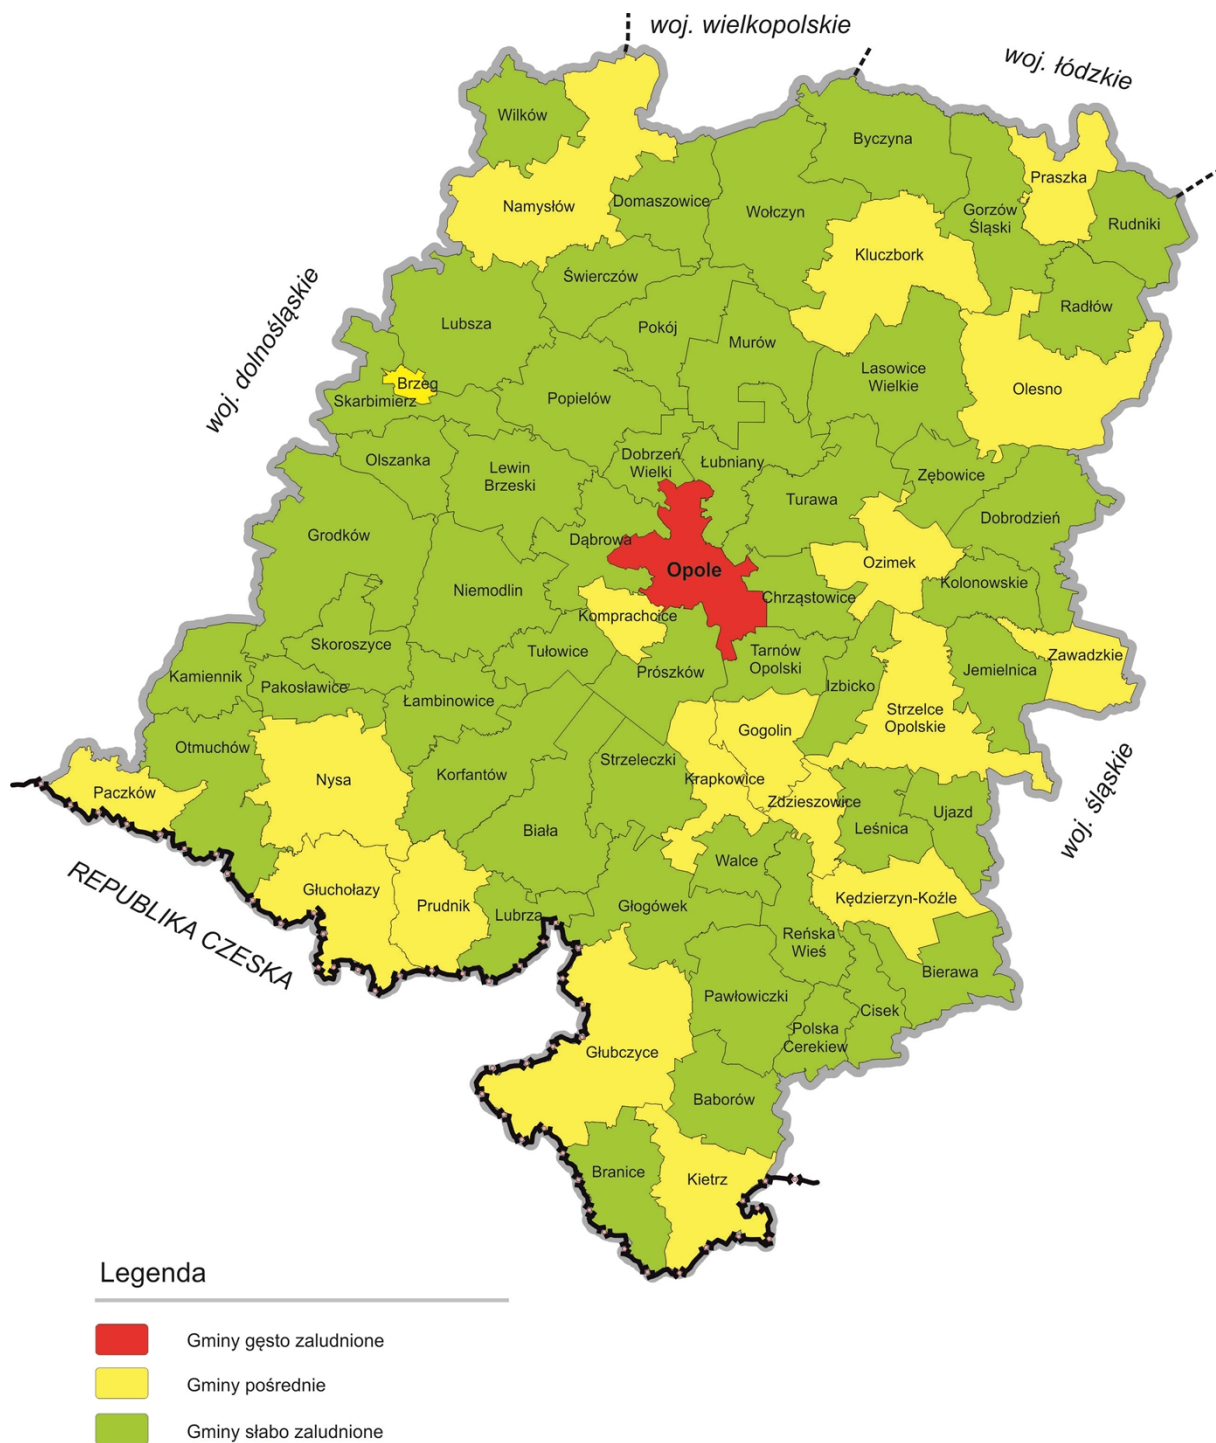 woj. wielkopolskie
woj. łódzkie
Wilków
Byczyna
Praszka
Namysłów
Domaszowice
Wołczyn
Gorzów
Śląski
Rudniki
Kluczbork
Świerczów
Radłów
Lubsza
Pokój
Murów
woj. dolnośląskie
Lasowice
Wielkie
Brzeg
Olesno
Skarbimierz
Popielów
Olszanka
Lewin
Brzeski
Dobrzeń
Wielki
Łubniany
Zębowice
Turawa
Dobrodzień
Grodków
Dąbrowa
Opole
Ozimek
Kolonowskie
Niemodlin
Chrząstowice
Komprachcice
Skoroszyce
Tułowice
Tarnów
Opolski
Zawadzkie
Kamiennik
Pakosławice
Prószków
Izbicko
Jemielnica
Łambinowice
Strzelce
Opolskie
Gogolin
Otmuchów
Strzeleczki
Nysa
Korfantów
Krapkowice
woj. śląskie
Paczków
Zdzieszowice
Ujazd
Biała
Leśnica
Walce
REPUBLIKA CZESKA
Głuchołazy
Prudnik
Kędzierzyn-Koźle
Lubrza
Głogówek
Reńska
Wieś
Bierawa
Pawłowiczki
Cisek
Polska
Cerekiew
Głubczyce
Baborów
Branice
Kietrz
Legenda
Gminy gęsto zaludnione
Gminy pośrednie
Gminy słabo zaludnione